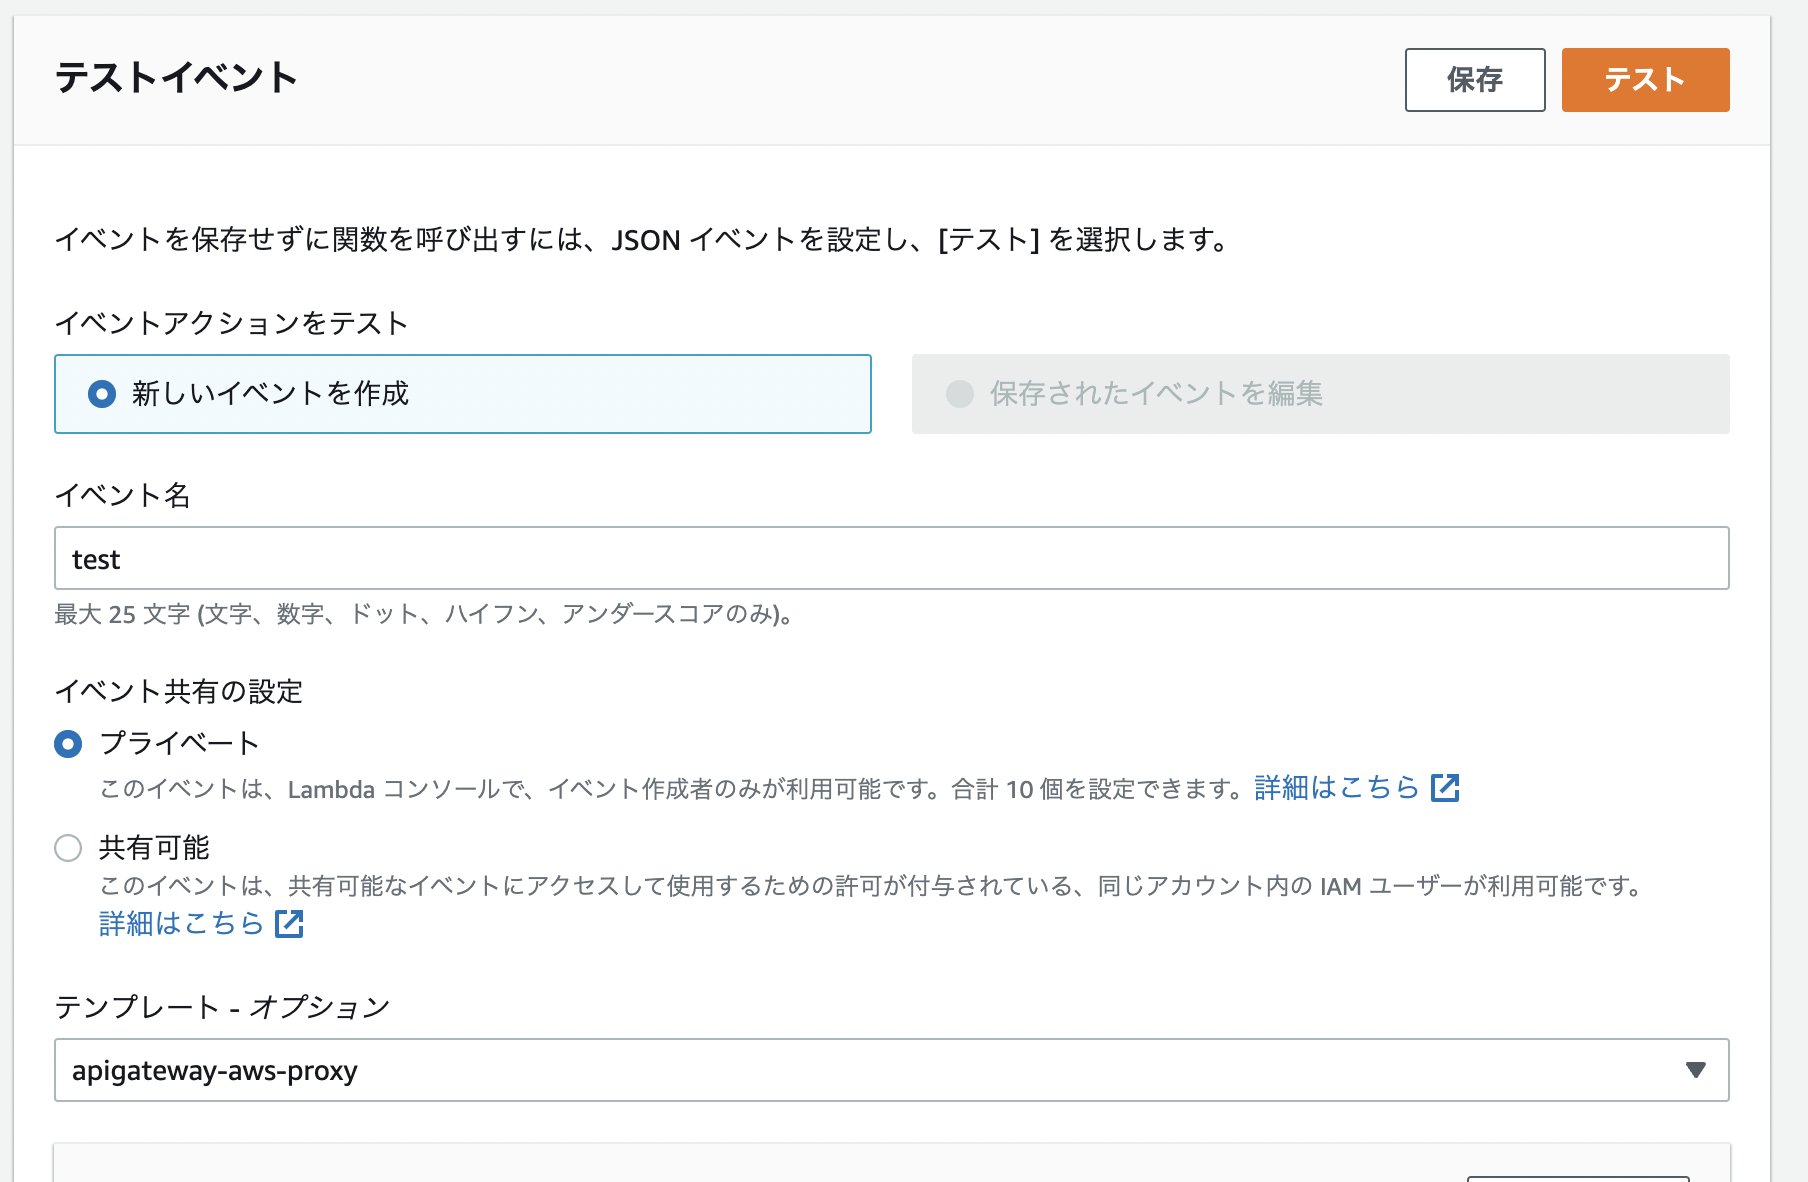 テストイベント
保存
テスト
イベントを保存せずに関数を呼び出すには、JSON イベントを設定し、[テスト] を選択します。
イベントアクションをテスト
新しいイベントを作成
保存されたイベントを編集
イベント名
test
最大 25 文字 (文字、数字、ドット、ハイフン、アンダースコアのみ)。
イベント共有の設定
プライベート
このイベントは、Lambda コンソールで、イベント作成者のみが利用可能です。合計 10 個を設定できます。詳細はこちら
共有可能
このイベントは、共有可能なイベントにアクセスして使用するための許可が付与されている、同じアカウント内の IAM ユーザーが利用可能です。
詳細はこちら
テンプレート - オプション
apigateway-aws-proxy